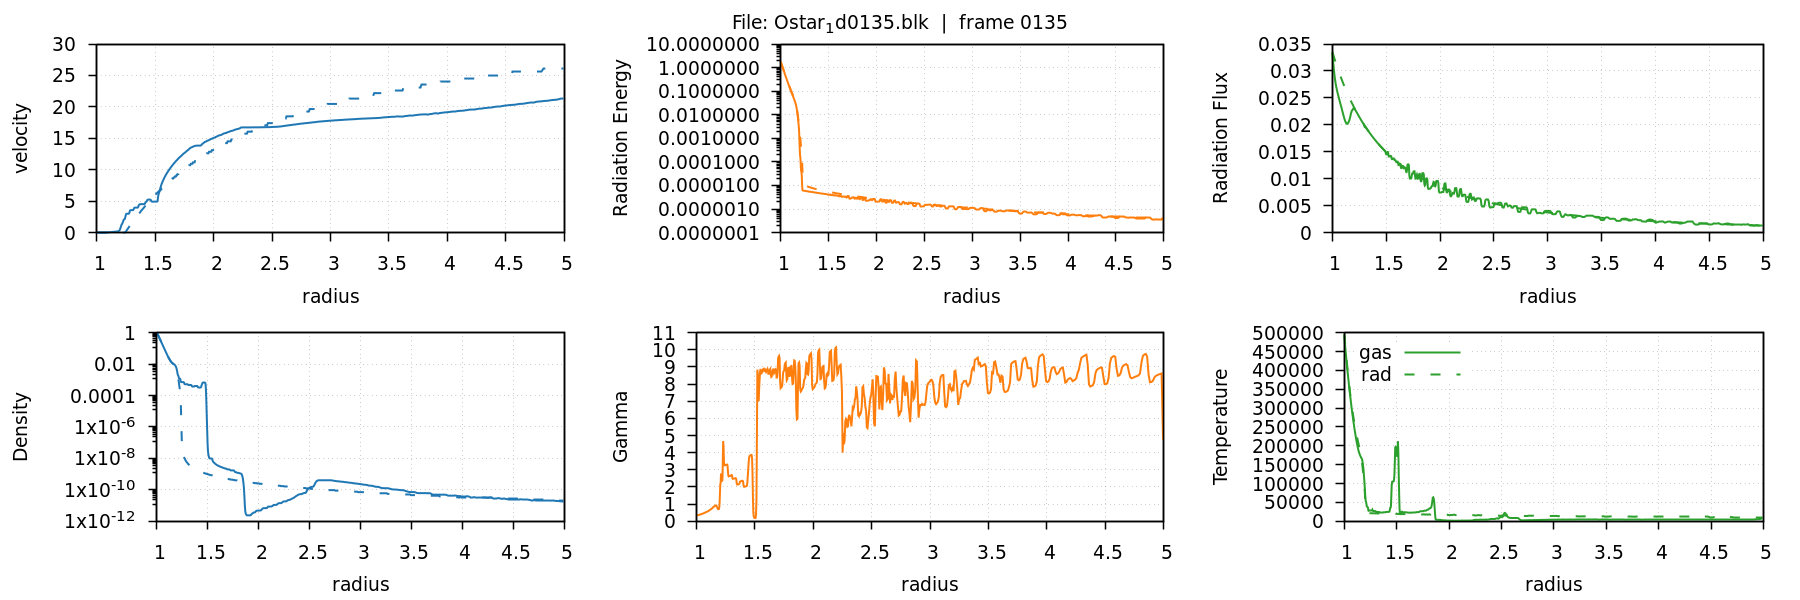 File: Ostar₁d0135.blk | frame 0135
velocity
30
25
20
15
10
5
0
1 1.5 2 2.5 3 3.5 4 4.5 5
radius
Radiation Energy
10.0000000
1.0000000
0.1000000
0.0100000
0.0010000
0.0001000
0.0000100
0.0000010
0.0000001
1 1.5 2 2.5 3 3.5 4 4.5 5
radius
Radiation Flux
0.035
0.03
0.025
0.02
0.015
0.01
0.005
0
1 1.5 2 2.5 3 3.5 4 4.5 5
radius
Density
1
0.01
0.0001
1x10⁻⁶
1x10⁻⁸
1x10⁻¹⁰
1x10⁻¹²
1 1.5 2 2.5 3 3.5 4 4.5 5
radius
Gamma
11
10
9
8
7
6
5
4
3
2
1
0
1 1.5 2 2.5 3 3.5 4 4.5 5
radius
Temperature
500000
450000
400000
350000
300000
250000
200000
150000
100000
50000
0
gas
rad
1 1.5 2 2.5 3 3.5 4 4.5 5
radius